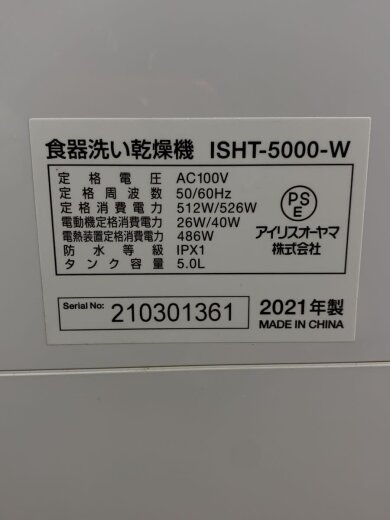 食器洗い乾燥機 ISHT-5000-W
定格電圧 AC100V
定格周波数 50/60Hz
定格消費電力 512W/526W
電動機定格消費電力 26W/40W
電熱装置定格消費電力 486W
防水等級 IPX1
タンク容量 5.0L
PS
E
アイリスオーヤマ
株式会社
Serial No: 210301361
2021年製
MADE IN CHINA